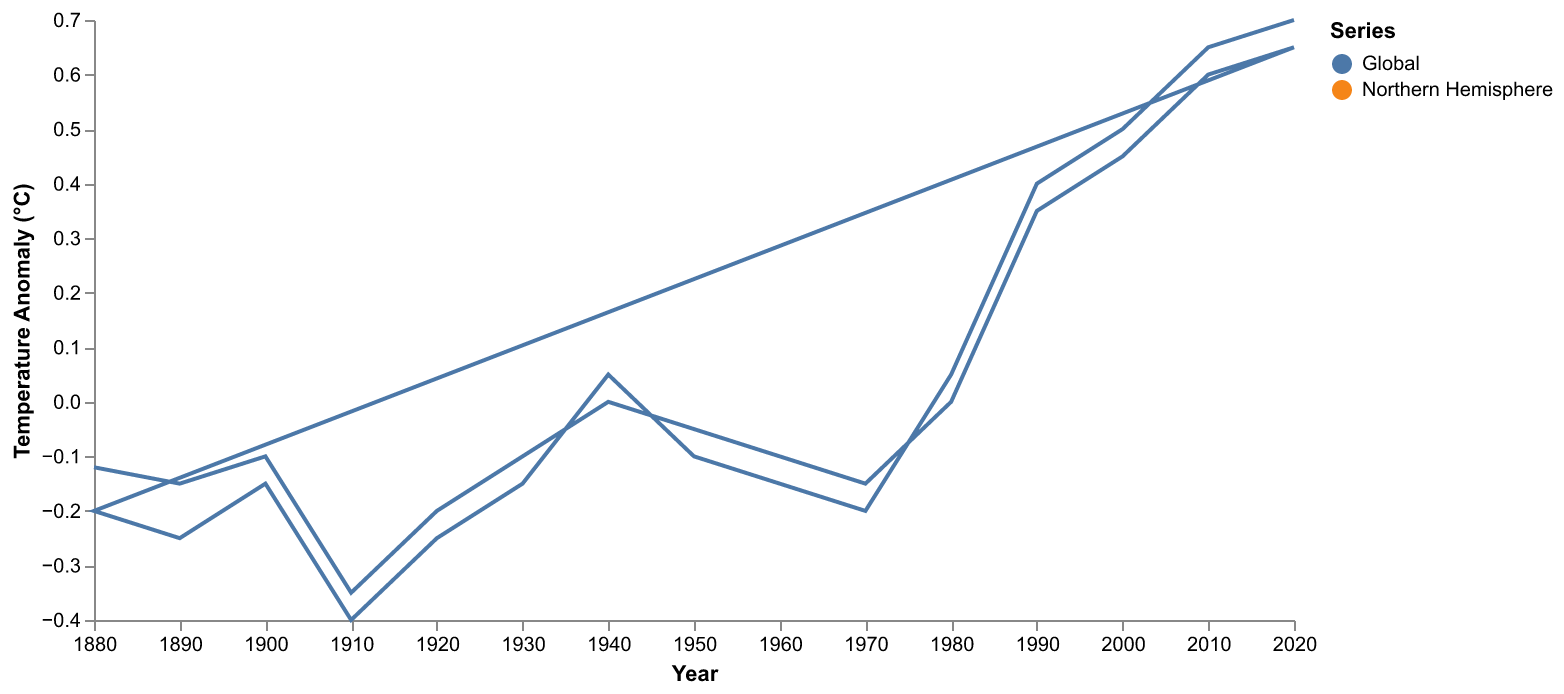 0.7
0.6
0.5
0.4
0.3
0.2
0.1
0.0
−0.1
−0.2
−0.3
−0.4
Temperature Anomaly (°C)
1880 1890 1900 1910 1920 1930 1940 1950 1960 1970 1980 1990 2000 2010 2020
Year
Series
Global
Northern Hemisphere